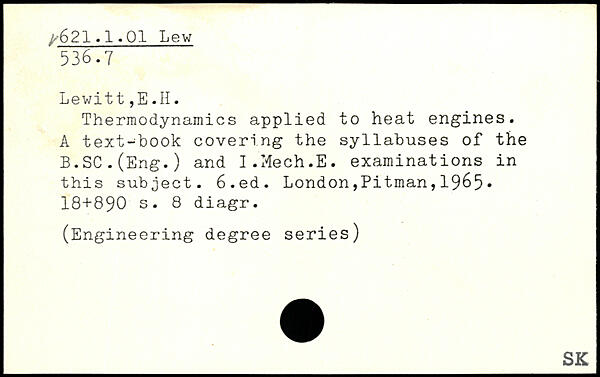 621.1.01 Lew
536.7
Lewitt,E.H.
Thermodynamics applied to heat engines.
A text-book covering the syllabuses of the
B.SC.(Eng.) and I.Mech.E. examinations in
this subject. 6.ed. London,Pitman,1965.
18+890 s. 8 diagr.
(Engineering degree series)
SK